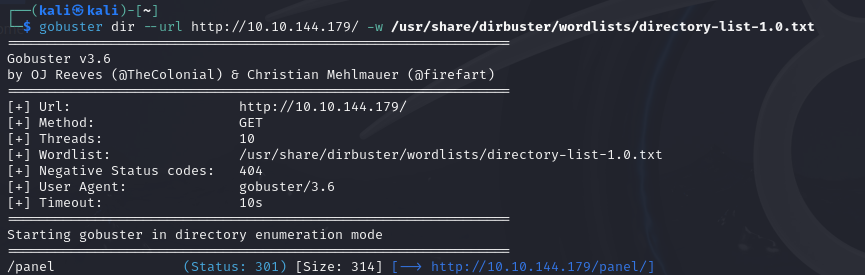 ┌──(kali㉿kali)-[~]
└─$ gobuster dir --url http://10.10.144.179/ -w /usr/share/dirbuster/wordlists/directory-list-1.0.txt
===============================================================
Gobuster v3.6
by OJ Reeves (@TheColonial) & Christian Mehlmauer (@firefart)
===============================================================
[+] Url:                     http://10.10.144.179/
[+] Method:                  GET
[+] Threads:                 10
[+] Wordlist:                /usr/share/dirbuster/wordlists/directory-list-1.0.txt
[+] Negative Status codes:   404
[+] User Agent:              gobuster/3.6
[+] Timeout:                 10s
===============================================================
Starting gobuster in directory enumeration mode
===============================================================
/panel                (Status: 301) [Size: 314] [--> http://10.10.144.179/panel/]